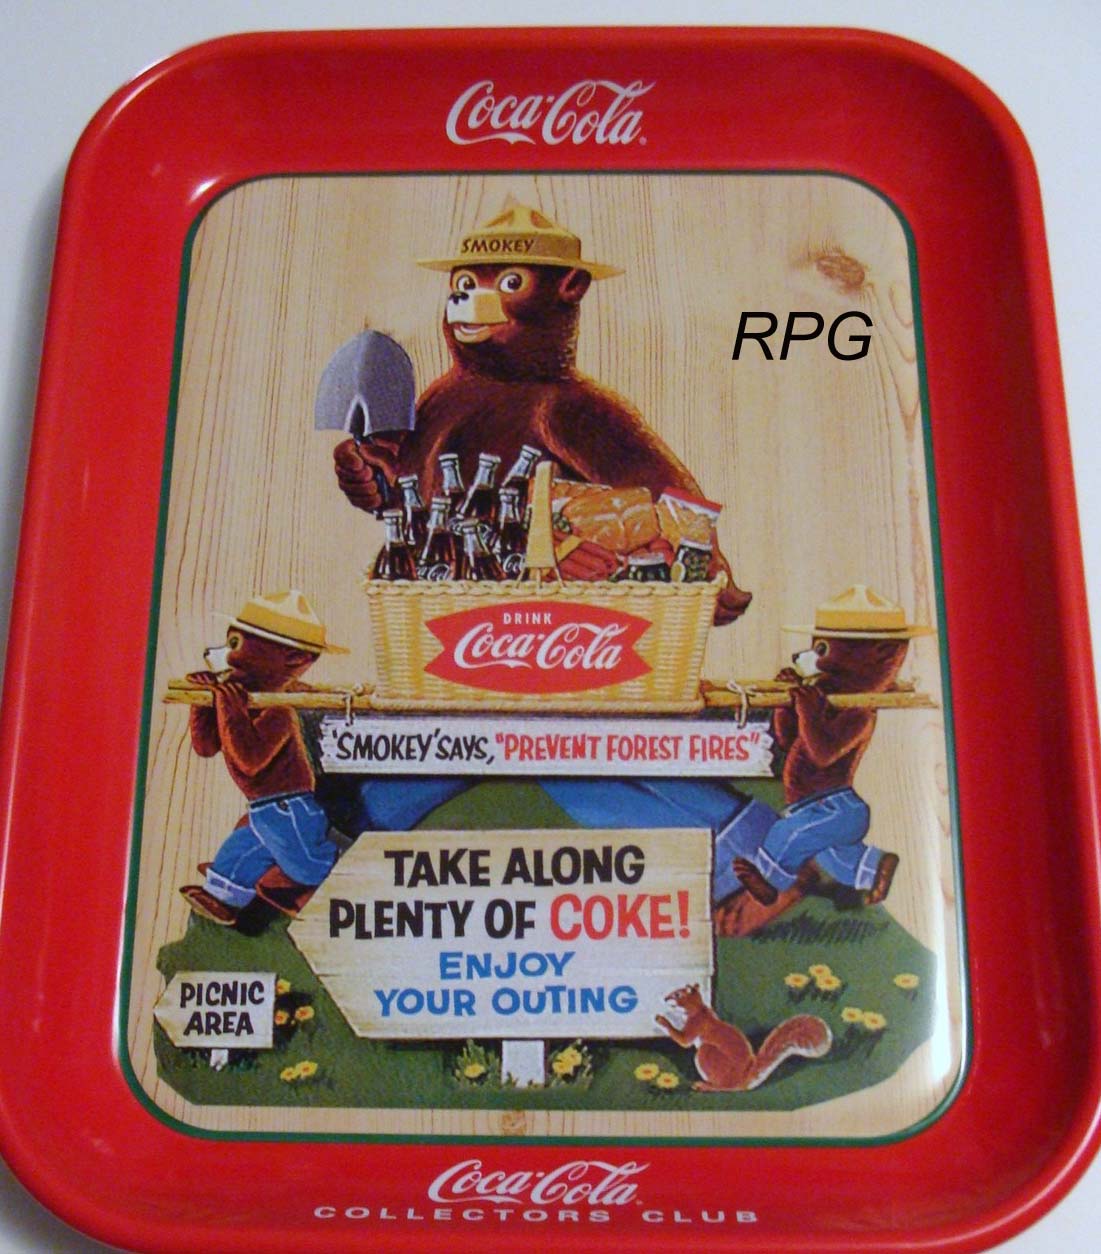 Coca-Cola
SMOKEY
RPG
DRINK
Coca-Cola
'SMOKEY' SAYS, "PREVENT FOREST FIRES"
TAKE ALONG
PLENTY OF COKE!
ENJOY
YOUR OUTING
PICNIC
AREA
Coca-Cola
COLLECTORS CLUB